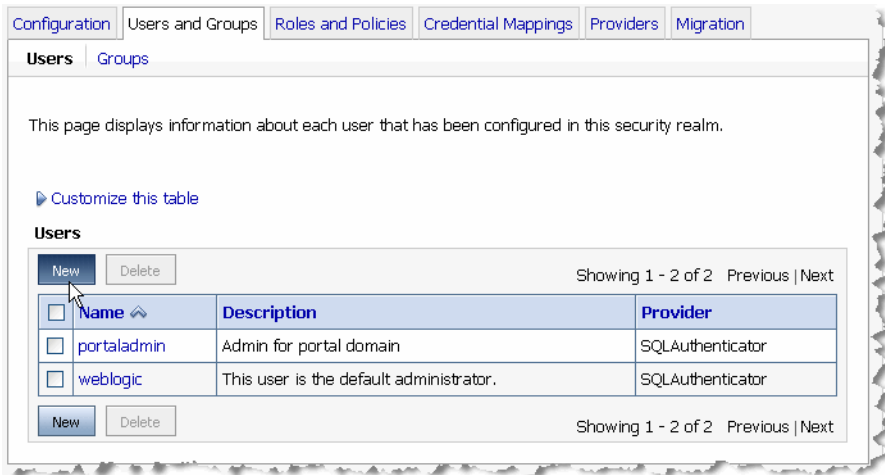 Configuration Users and Groups Roles and Policies Credential Mappings Providers Migration
Users Groups
This page displays information about each user that has been configured in this security realm.
Customize this table
Users
New Delete Showing 1 - 2 of 2 Previous | Next
Name Description Provider
portaladmin Admin for portal domain SQLAuthenticator
weblogic This user is the default administrator. SQLAuthenticator
New Delete Showing 1 - 2 of 2 Previous | Next